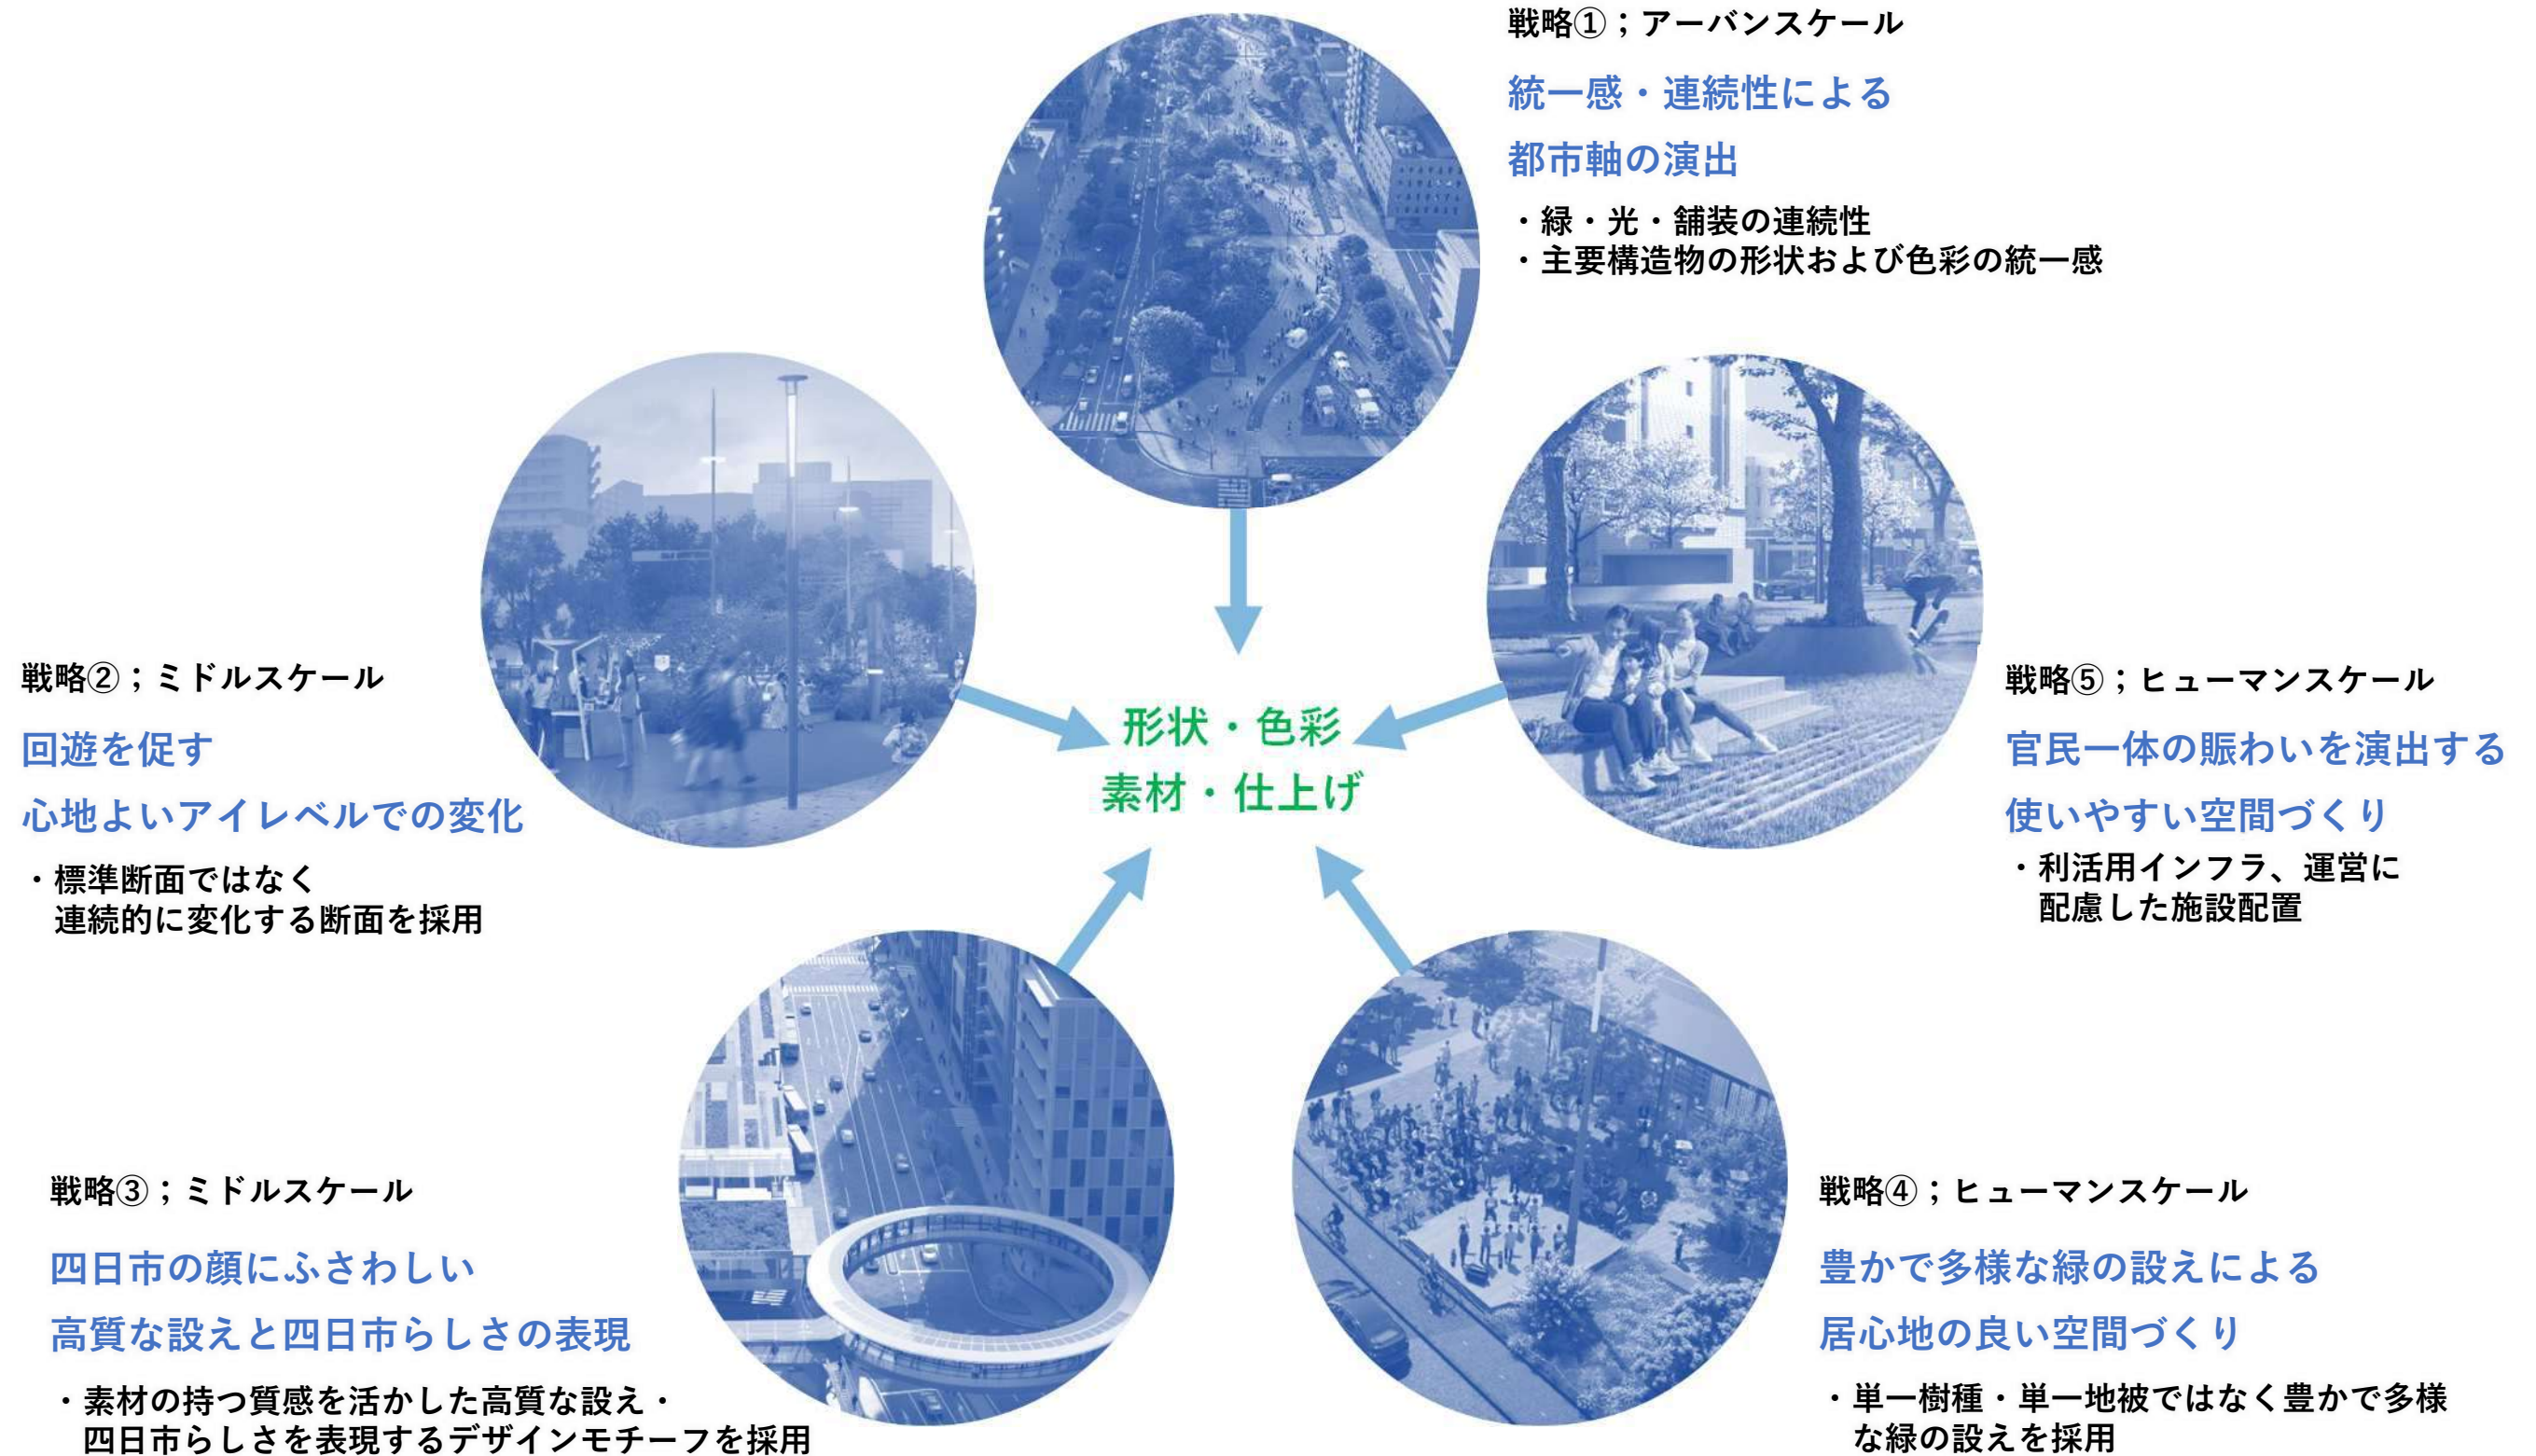 戦略①；アーバンスケール
統一感・連続性による
都市軸の演出
・緑・光・舗装の連続性
・主要構造物の形状および色彩の統一感
戦略②；ミドルスケール
回遊を促す
心地よいアイレベルでの変化
・標準断面ではなく
連続的に変化する断面を採用
形状・色彩
素材・仕上げ
戦略⑤；ヒューマンスケール
官民一体の賑わいを演出する
使いやすい空間づくり
・利活用インフラ、運営に
配慮した施設配置
戦略③；ミドルスケール
四日市の顔にふさわしい
高質な設えと四日市らしさの表現
・素材の持つ質感を活かした高質な設え・
四日市らしさを表現するデザインモチーフを採用
戦略④；ヒューマンスケール
豊かで多様な緑の設えによる
居心地の良い空間づくり
・単一樹種・単一地被ではなく豊かで多様
な緑の設えを採用